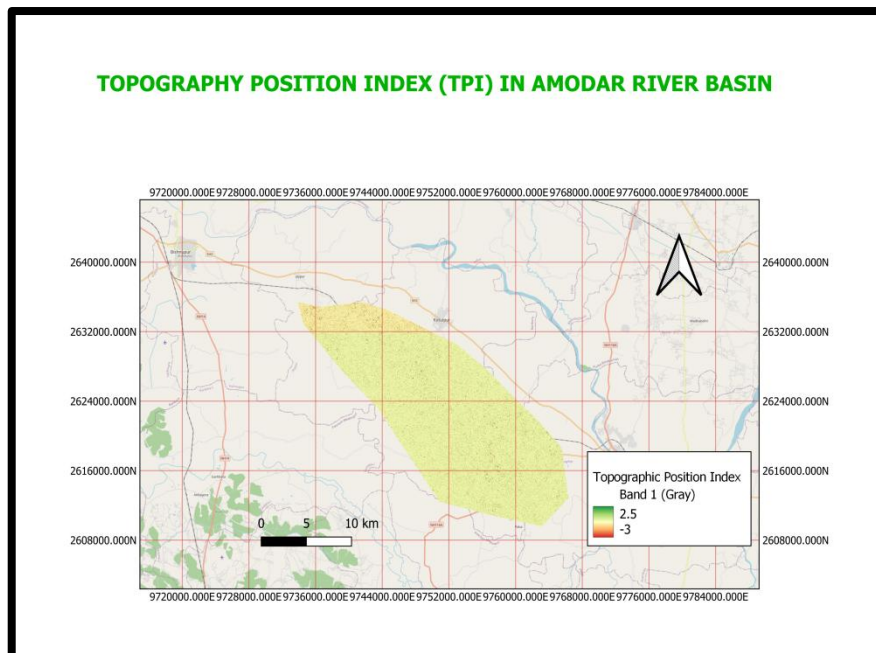 TOPOGRAPHY POSITION INDEX (TPI) IN AMODAR RIVER BASIN
9720000.000E 9728000.000E 9736000.000E 9744000.000E 9752000.000E 9760000.000E 9768000.000E 9776000.000E 9784000.000E
2640000.000N 2640000.000N
2632000.000N 2632000.000N
2624000.000N 2624000.000N
2616000.000N 2616000.000N
Topographic Position Index
Band 1 (Gray)
2.5
-3
0 5 10 km
2608000.000N 2608000.000N
9720000.000E 9728000.000E 9736000.000E 9744000.000E 9752000.000E 9760000.000E 9768000.000E 9776000.000E 9784000.000E